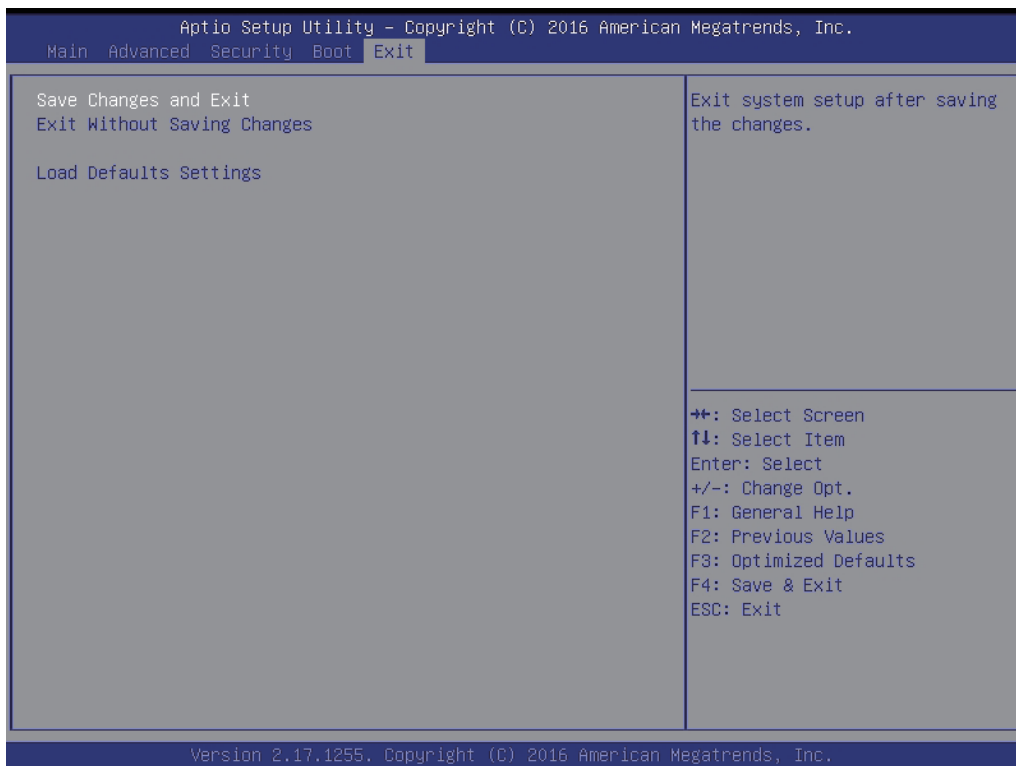 Aptio Setup Utility – Copyright (C) 2016 American Megatrends, Inc.
Main Advanced Security Boot Exit
Save Changes and Exit
Exit Without Saving Changes
Load Defaults Settings
Exit system setup after saving
the changes.
→←: Select Screen
↑↓: Select Item
Enter: Select
+/-: Change Opt.
F1: General Help
F2: Previous Values
F3: Optimized Defaults
F4: Save & Exit
ESC: Exit
Version 2.17.1255. Copyright (C) 2016 American Megatrends, Inc.